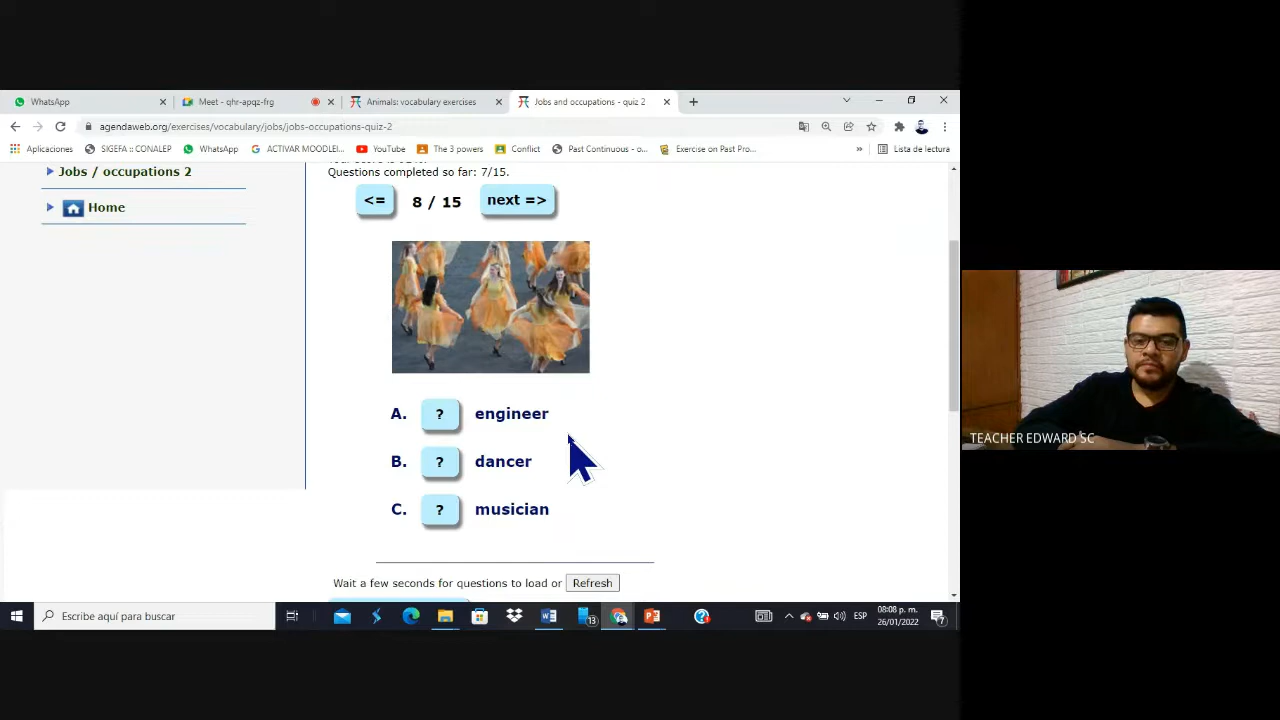 WhatsApp
Meet - qhr-apqz-frg
Animals: vocabulary exercises
Jobs and occupations - quiz 2
agendaweb.org/exercises/vocabulary/jobs/jobs-occupations-quiz-2
Aplicaciones
SIGEFA :: CONALEP
WhatsApp
ACTIVAR MOODLEI...
YouTube
The 3 powers
Conflict
Past Continuous - o...
Exercise on Past Pro...
»
Lista de lectura
Jobs / occupations 2
Home
Questions completed so far: 7/15.
<= 8 / 15 next =>
A. ? engineer
B. ? dancer
C. ? musician
Wait a few seconds for questions to load or Refresh
TEACHER EDWARD SC
Escribe aquí para buscar
13
ESP
08:08 p. m.
26/01/2022
7